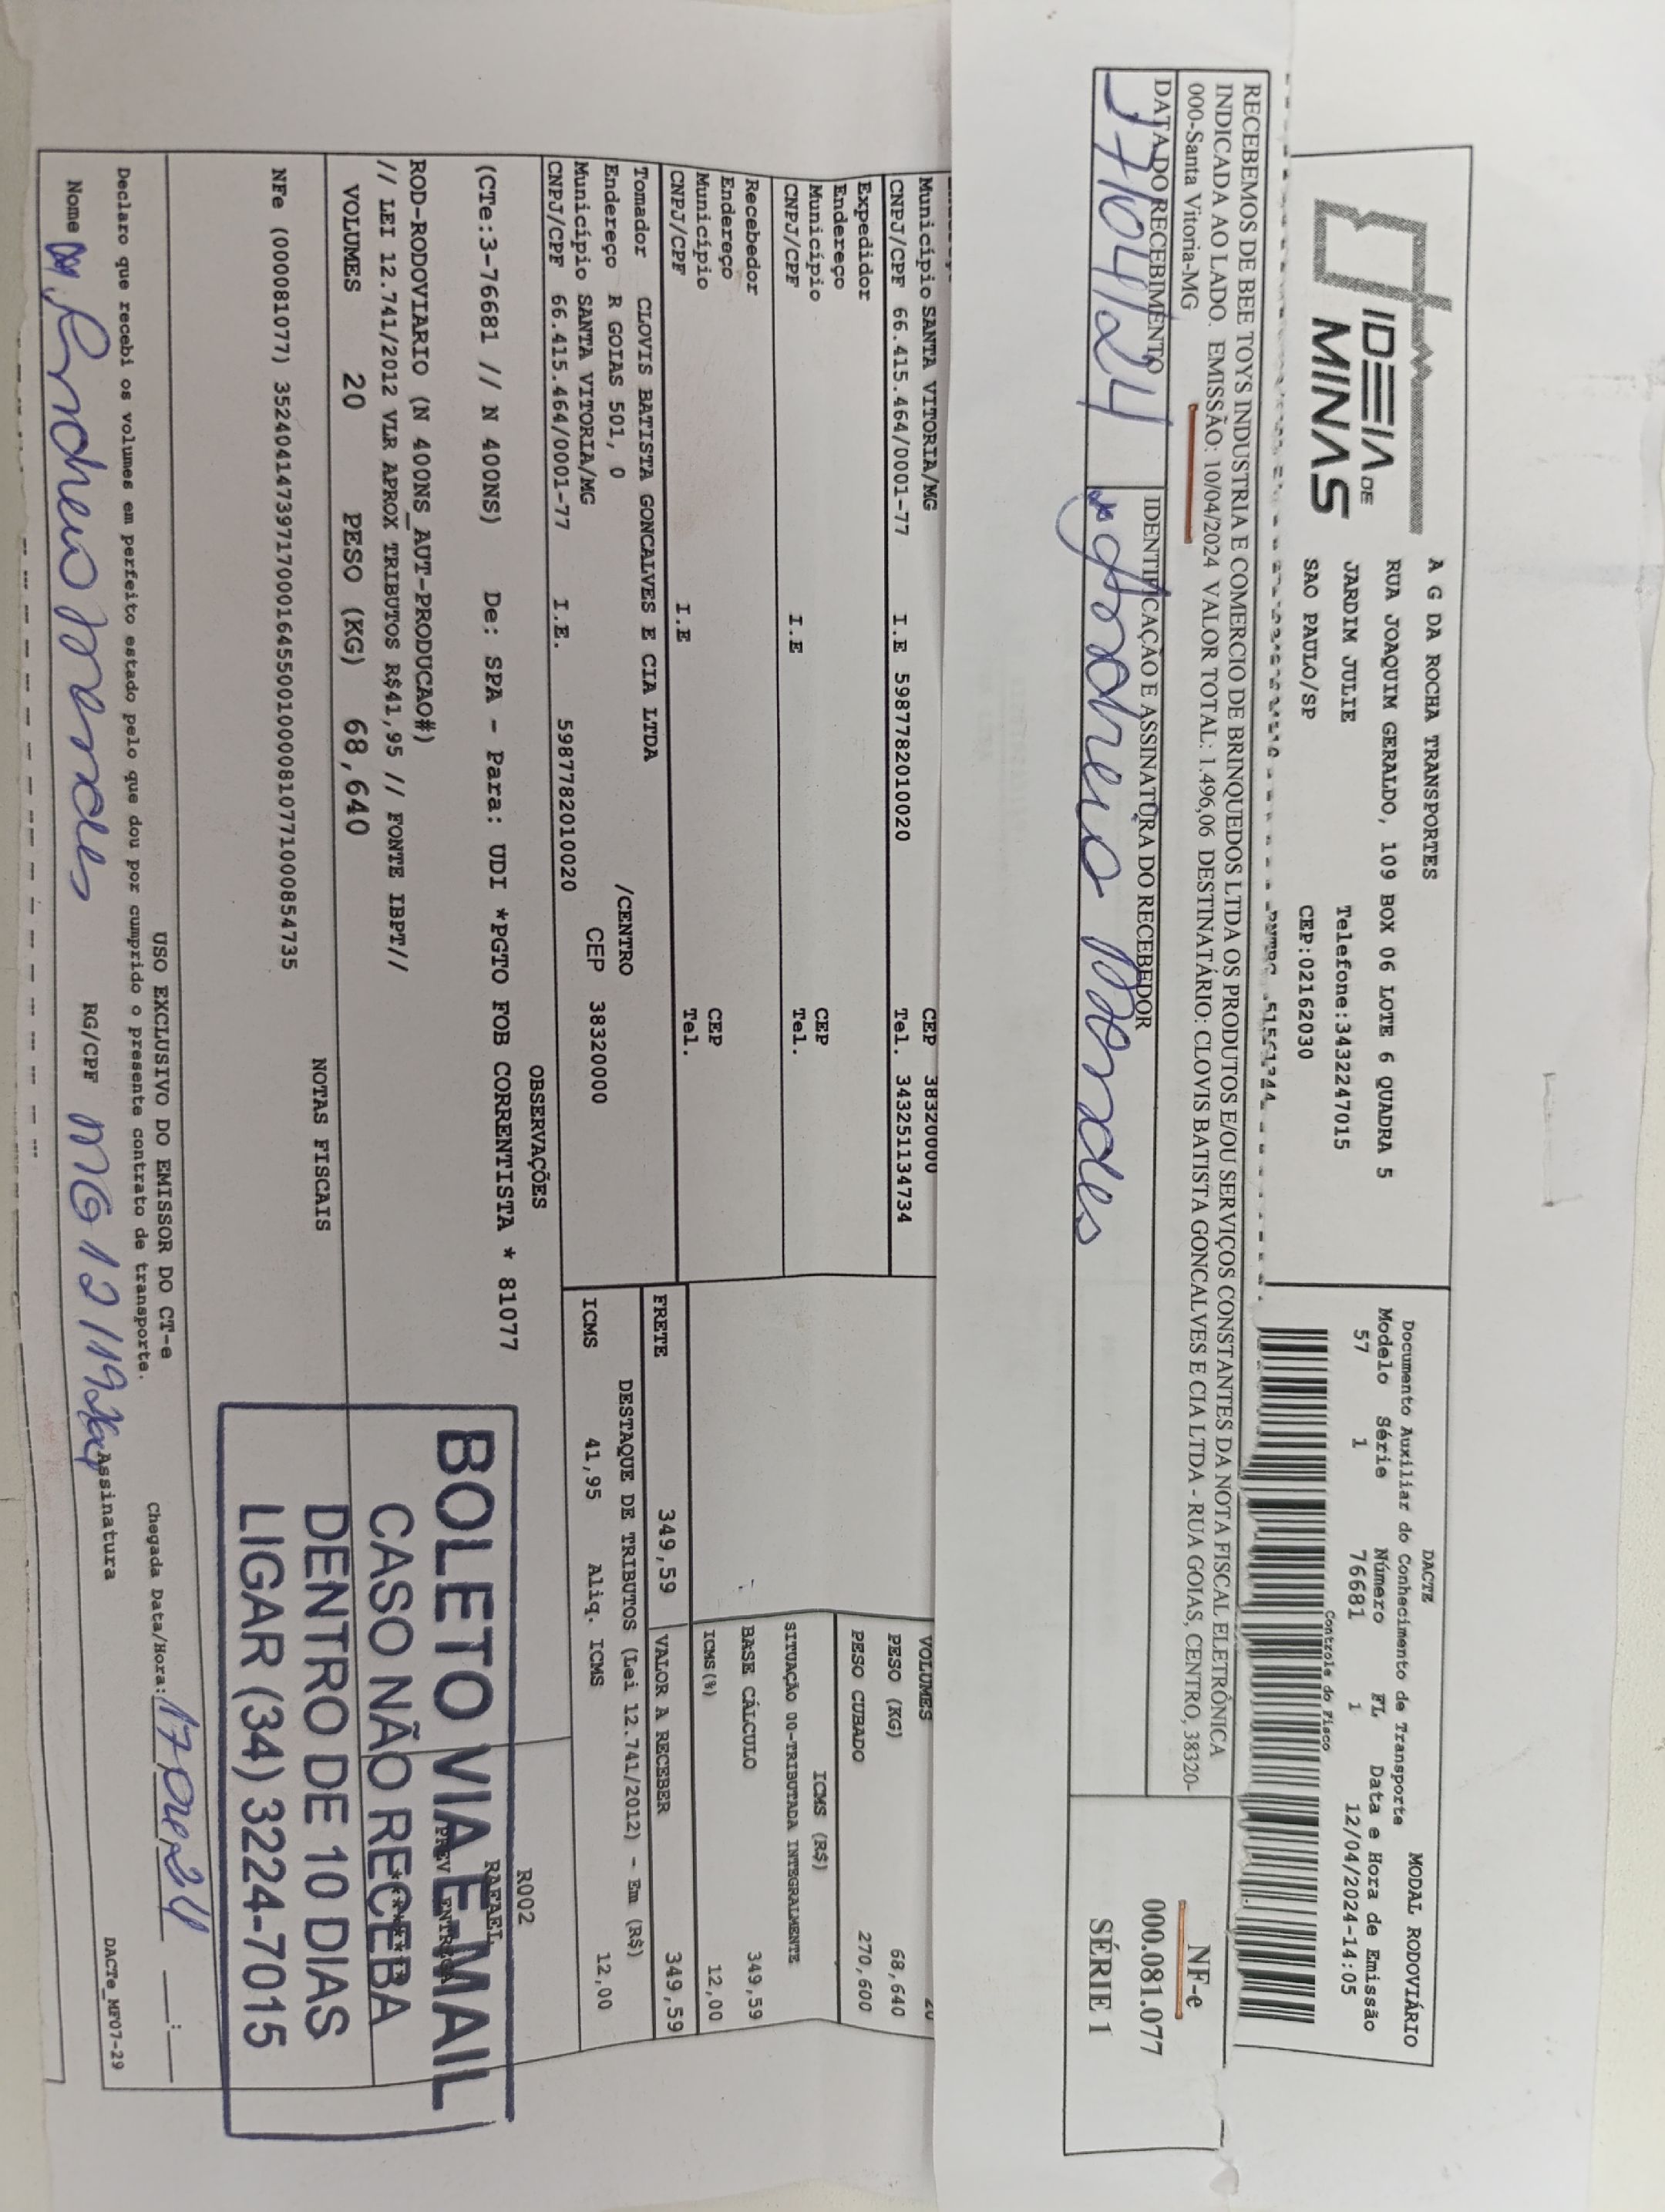 IDEIA DE
MINAS
A G DA ROCHA TRANSPORTES
RUA JOAQUIM GERALDO, 109 BOX 06 LOTE 6 QUADRA 5
JARDIM JULIE Telefone:3432247015
SAO PAULO/SP CEP:02162030
DACTE MODAL RODOVIÁRIO
Documento Auxiliar do Conhecimento de Transporte
Modelo Série Número FL Data e Hora de Emissão
57 1 76681 1 12/04/2024-14:05
Controle do Fisco
RECEBEMOS DE BEE TOYS INDUSTRIA E COMERCIO DE BRINQUEDOS LTDA OS PRODUTOS E/OU SERVIÇOS CONSTANTES DA NOTA FISCAL ELETRÔNICA
INDICADA AO LADO. EMISSÃO: 10/04/2024 VALOR TOTAL: 1.496,06 DESTINATÁRIO: CLOVIS BATISTA GONCALVES E CIA LTDA - RUA GOIAS, CENTRO, 38320-
000-Santa Vitoria-MG
NF-e
000.081.077
SÉRIE 1
DATA DO RECEBIMENTO IDENTIFICAÇÃO E ASSINATURA DO RECEBEDOR
17/04/24
Município SANTA VITORIA/MG CEP 38320000
CNPJ/CPF 66.415.464/0001-77 I.E 5987782010020 Tel. 343251134734
Expedidor
Endereço
Município CEP
CNPJ/CPF I.E Tel.
Recebedor
Endereço
Município CEP
CNPJ/CPF I.E Tel.
VOLUMES 20
PESO (KG) 68,640
PESO CUBADO 270,600
ICMS (R$)
SITUAÇÃO 00-TRIBUTADA INTEGRALMENTE
BASE CÁLCULO 349,59
ICMS(%) 12,00
FRETE 349,59 VALOR A RECEBER 349,59
Tomador CLOVIS BATISTA GONCALVES E CIA LTDA
Endereço R GOIAS 501, 0 /CENTRO
Município SANTA VITORIA/MG CEP 38320000
CNPJ/CPF 66.415.464/0001-77 I.E. 5987782010020
DESTAQUE DE TRIBUTOS (Lei 12.741/2012) - Em (R$)
ICMS 41,95 Aliq. ICMS 12,00
OBSERVAÇÕES
R002
RAFAEL
(CTe:3-76681 // N 400NS) De: SPA - Para: UDI *PGTO FOB CORRENTISTA * 81077
PREV ENTREGA
ROD-RODOVIARIO (N 400NS_AUT-PRODUCAO#)
// LEI 12.741/2012 VLR APROX TRIBUTOS R$41,95 // FONTE IBPT//
VOLUMES 20 PESO (KG) 68,640
NOTAS FISCAIS
NFe (000081077) 35240414739717000164550010000810771000854735
BOLETO VIA E MAIL
CASO NÃO RECEBA
DENTRO DE 10 DIAS
LIGAR (34) 3224-7015
USO EXCLUSIVO DO EMISSOR DO CT-e
Declaro que recebi os volumes em perfeito estado pelo que dou por cumprido o presente contrato de transporte.
Chegada Data/Hora: 17,04,24
Nome RG/CPF MG 12 Assinatura
DACTe_MF07-29